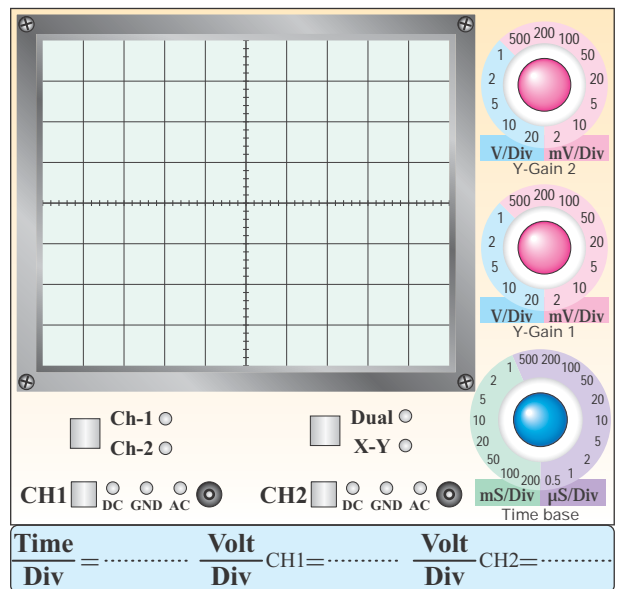 500 200 100
1 50
2 20
5 5
10 10
20 2
V/Div mV/Div
Y-Gain 2
500 200 100
1 50
2 20
5 5
10 10
20 2
V/Div mV/Div
Y-Gain 1
1 500 200 100
2 50
5 20
10 10
20 5
50 2
100 200 0.5 1
mS/Div µS/Div
Time base
Ch-1 Dual
Ch-2 X-Y
CH1 DC GND AC CH2 DC GND AC
Time Volt Volt
Div = ............... Div CH1=............ Div CH2=.............